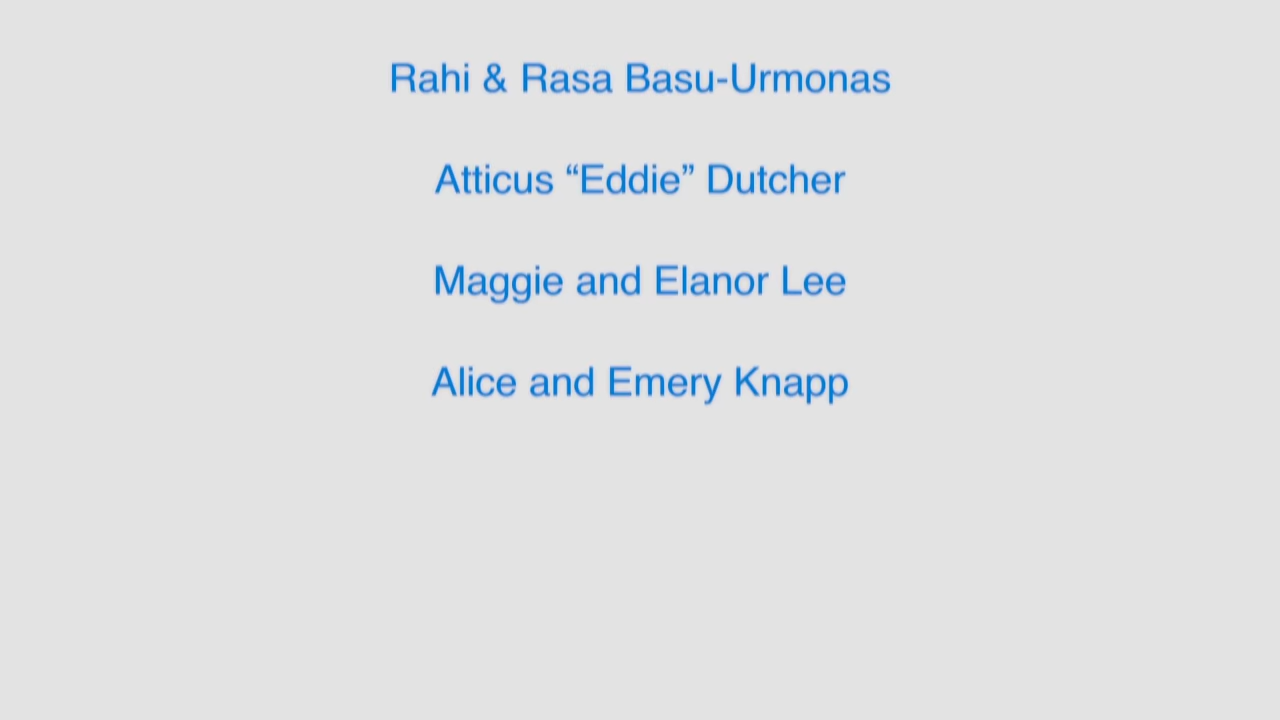 Rahi & Rasa Basu-Urmonas
Atticus “Eddie” Dutcher
Maggie and Elanor Lee
Alice and Emery Knapp